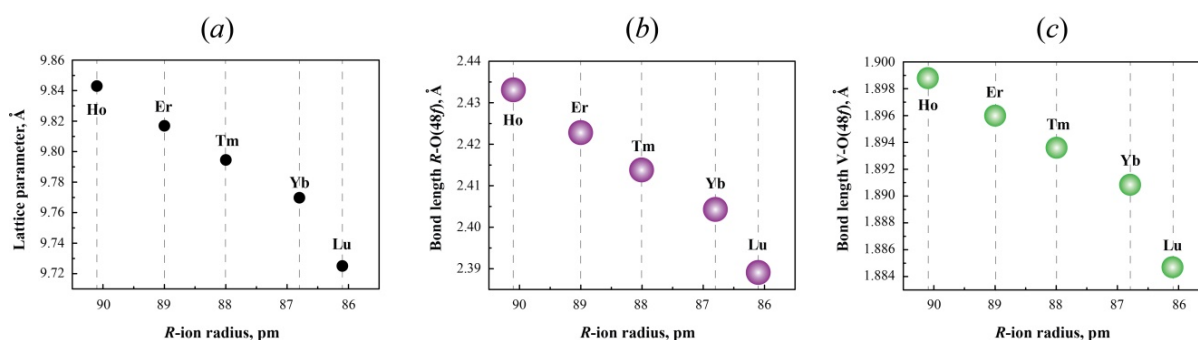 (a)
9.86
9.84
9.82
9.80
9.78
9.76
9.74
9.72
Lattice parameter, Å
Ho
Er
Tm
Yb
Lu
90 89 88 87 86
R-ion radius, pm
(b)
2.44
2.43
2.42
2.41
2.40
2.39
Bond length R-O(48f), Å
Ho
Er
Tm
Yb
Lu
90 89 88 87 86
R-ion radius, pm
(c)
1.900
1.898
1.896
1.894
1.892
1.890
1.888
1.886
1.884
Bond length V-O(48f), Å
Ho
Er
Tm
Yb
Lu
90 89 88 87 86
R-ion radius, pm